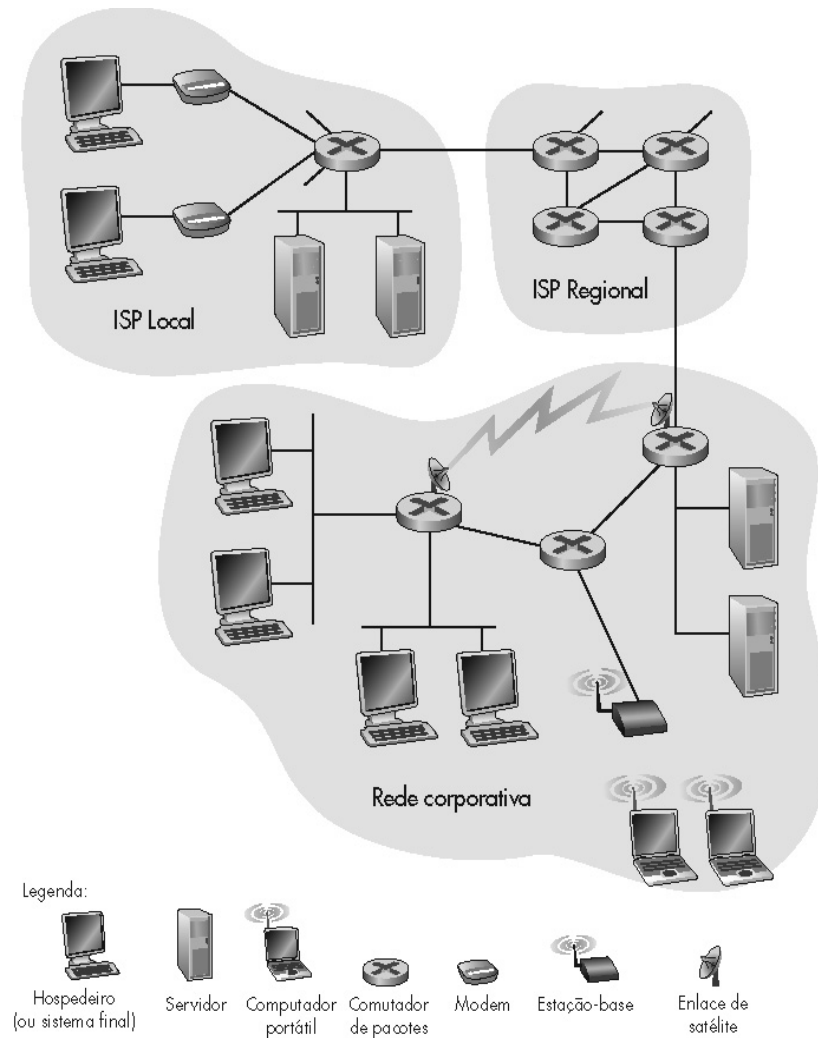 ISP Local
ISP Regional
Rede corporativa
Legenda:
Hospedeiro
(ou sistema final)
Servidor
Computador
portátil
Comutador
de pacotes
Modem
Estação-base
Enlace de
satélite